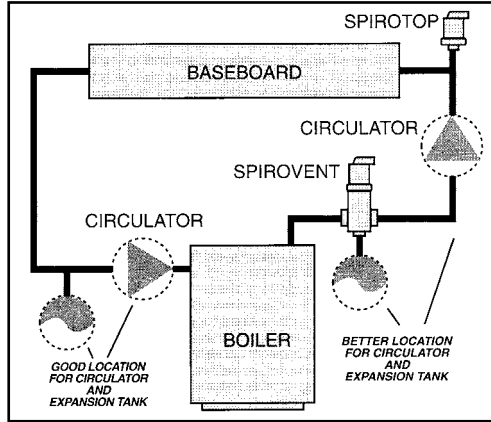 SPIROTOP
BASEBOARD
CIRCULATOR
SPIROVENT
CIRCULATOR
BOILER
GOOD LOCATION
FOR CIRCULATOR
AND
EXPANSION TANK
BETTER LOCATION
FOR CIRCULATOR
AND
EXPANSION TANK